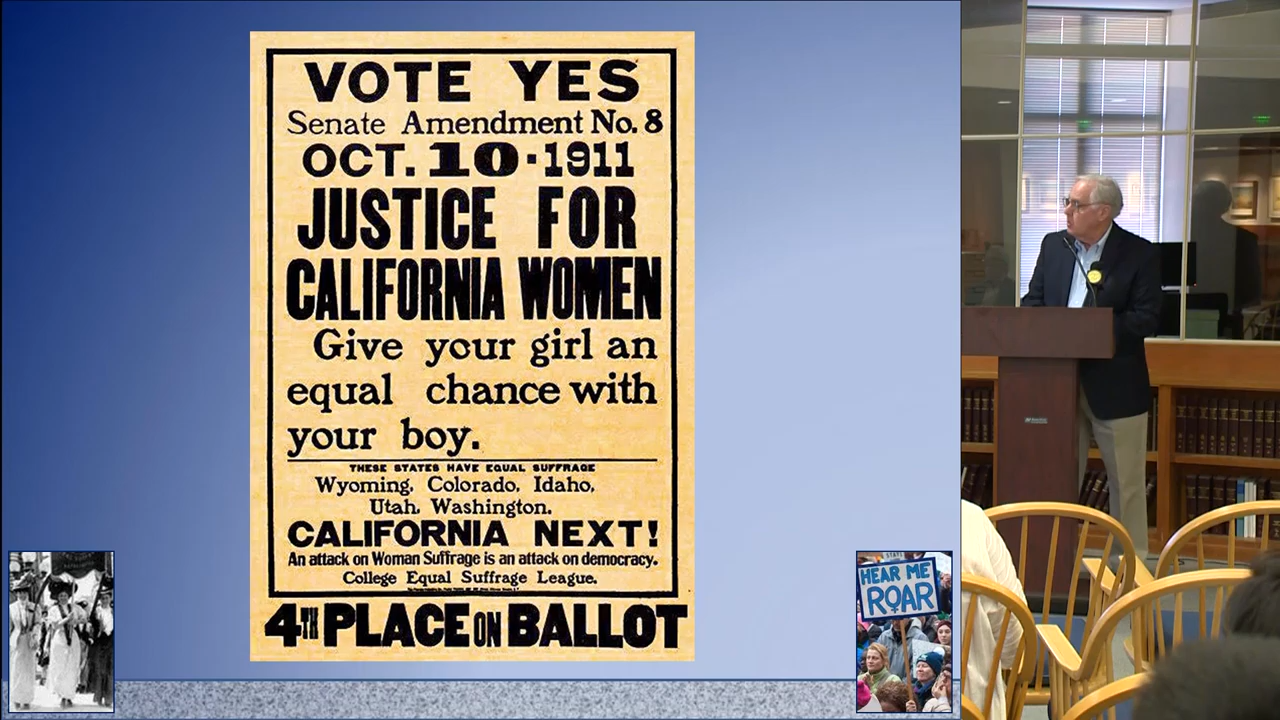 VOTE YES
Senate Amendment No. 8
OCT. 10·1911
JUSTICE FOR
CALIFORNIA WOMEN
Give your girl an
equal chance with
your boy.
THESE STATES HAVE EQUAL SUFFRAGE
Wyoming, Colorado, Idaho,
Utah, Washington.
CALIFORNIA NEXT!
An attack on Woman Suffrage is an attack on democracy.
College Equal Suffrage League.
4TH PLACE ON BALLOT
HEAR ME
ROAR